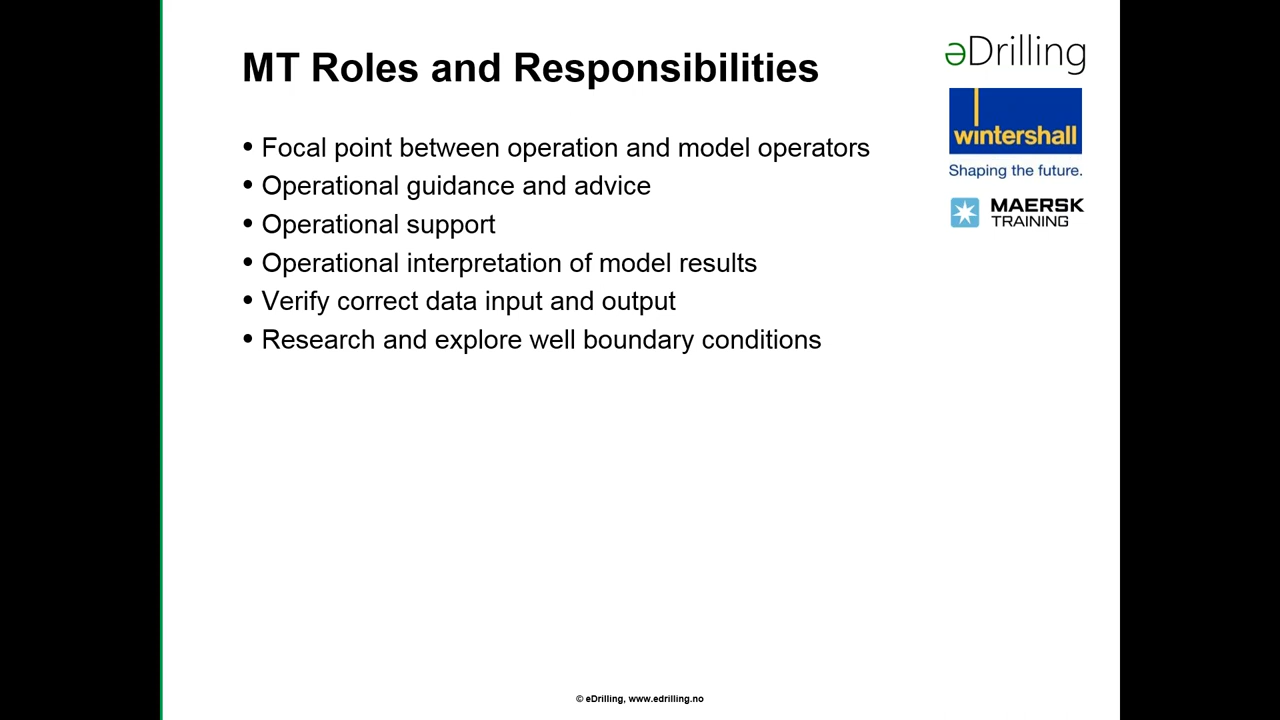 MT Roles and Responsibilities
• Focal point between operation and model operators
• Operational guidance and advice
• Operational support
• Operational interpretation of model results
• Verify correct data input and output
• Research and explore well boundary conditions
əDrilling
wintershall
Shaping the future.
MAERSK
TRAINING
© eDrilling, www.edrilling.no